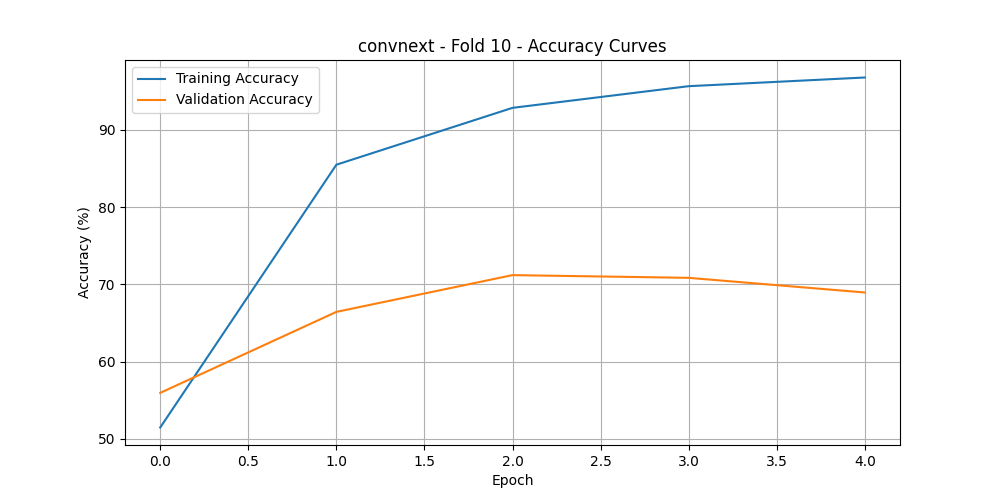 convnext - Fold 10 - Accuracy Curves
Training Accuracy
Validation Accuracy
Accuracy (%)
90
80
70
60
50
0.0 0.5 1.0 1.5 2.0 2.5 3.0 3.5 4.0
Epoch